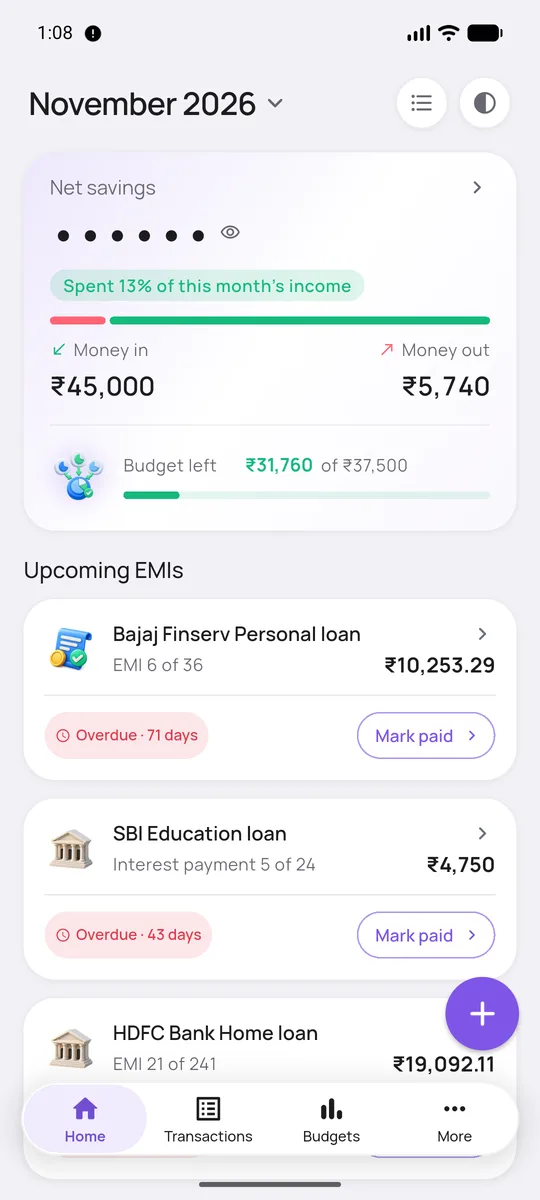 1:08
November 2026
Net savings
Spent 13% of this month's income
Money in
Money out
₹45,000
₹5,740
Budget left ₹31,760 of ₹37,500
Upcoming EMIs
Bajaj Finserv Personal loan
EMI 6 of 36
₹10,253.29
Overdue · 71 days
Mark paid
SBI Education loan
Interest payment 5 of 24
₹4,750
Overdue · 43 days
Mark paid
HDFC Bank Home loan
EMI 21 of 241
₹19,092.11
Home
Transactions
Budgets
More